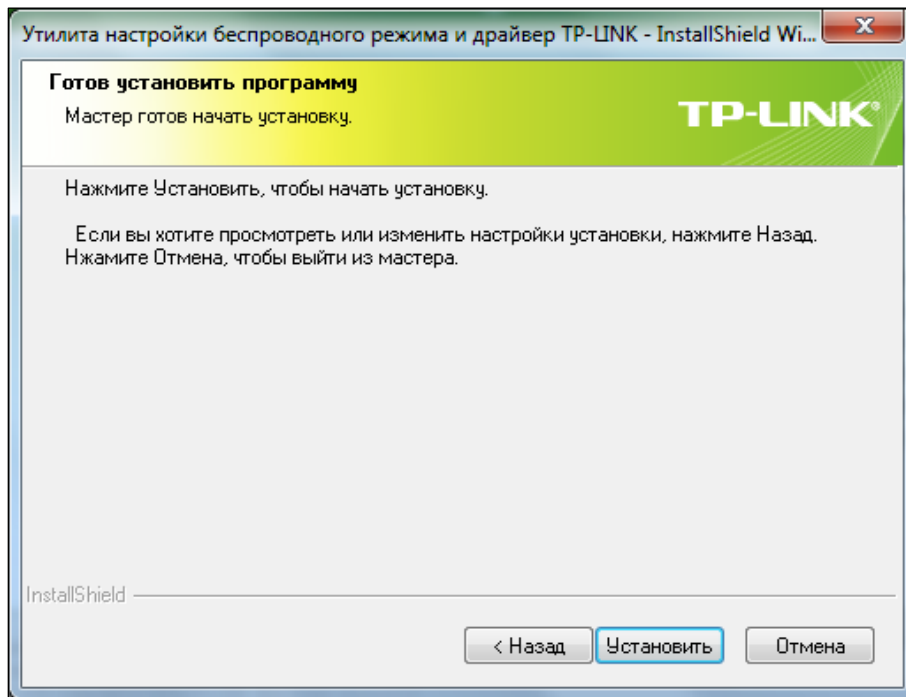 Утилита настройки беспроводного режима и драйвер TP-LINK - InstallShield Wi...
Готов установить программу
Мастер готов начать установку.
TP-LINK®
Нажмите Установить, чтобы начать установку.
Если вы хотите просмотреть или изменить настройки установки, нажмите Назад.
Нжамите Отмена, чтобы выйти из мастера.
InstallShield
< Назад
Установить
Отмена